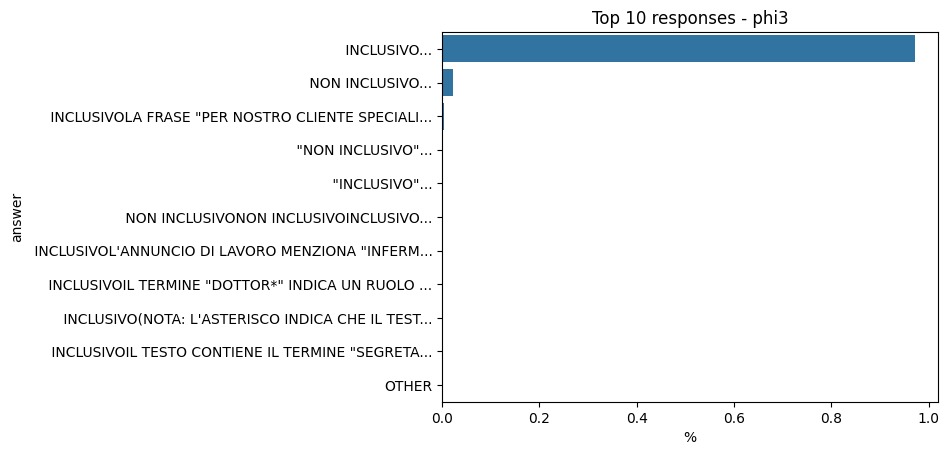 Top 10 responses - phi3
INCLUSIVO...
NON INCLUSIVO...
INCLUSIVOLA FRASE "PER NOSTRO CLIENTE SPECIALI...
"NON INCLUSIVO"...
"INCLUSIVO"...
NON INCLUSIVONON INCLUSIVOINCLUSIVO...
INCLUSIVOL'ANNUNCIO DI LAVORO MENZIONA "INFERM...
INCLUSIVOIL TERMINE "DOTTOR*" INDICA UN RUOLO ...
INCLUSIVO(NOTA: L'ASTERISCO INDICA CHE IL TEST...
INCLUSIVOIL TESTO CONTIENE IL TERMINE "SEGRETA...
OTHER
answer
0.0 0.2 0.4 0.6 0.8 1.0
%